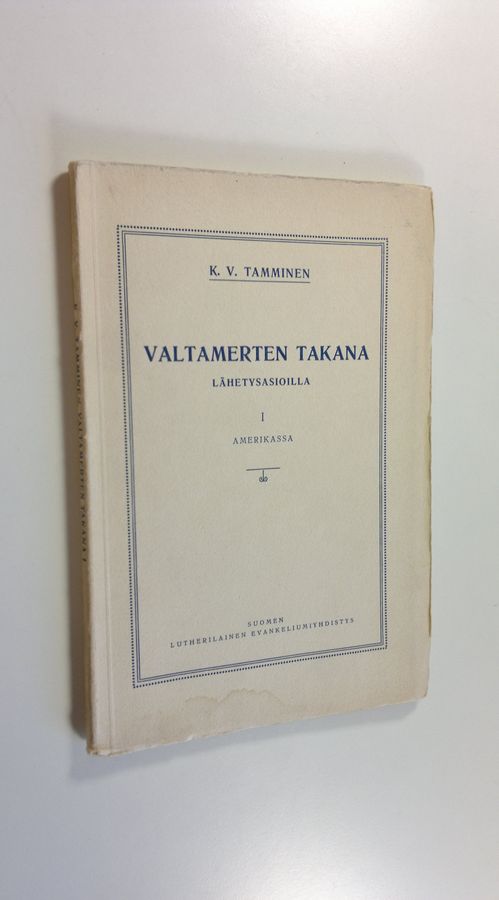 K. V. TAMMINEN
VALTAMERTEN TAKANA
LÄHETYSASIOILLA
I
AMERIKASSA
SUOMEN
LUTHERILAINEN EVANKELIUMIYHDISTYS
K. V. TAMMINEN, VALTAMERTEN TAKANA I